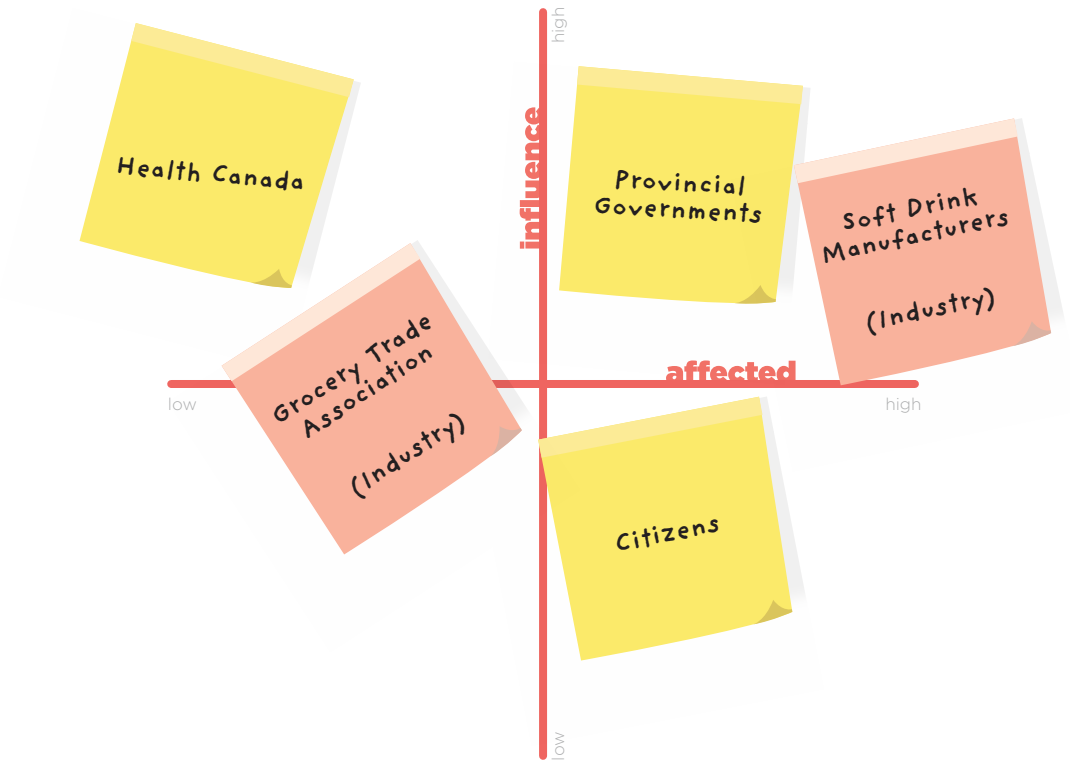 high
influence
Health Canada
Provincial
Governments
Soft Drink
Manufacturers
(Industry)
Grocery Trade
Association
(Industry)
affected
low
high
Citizens
low